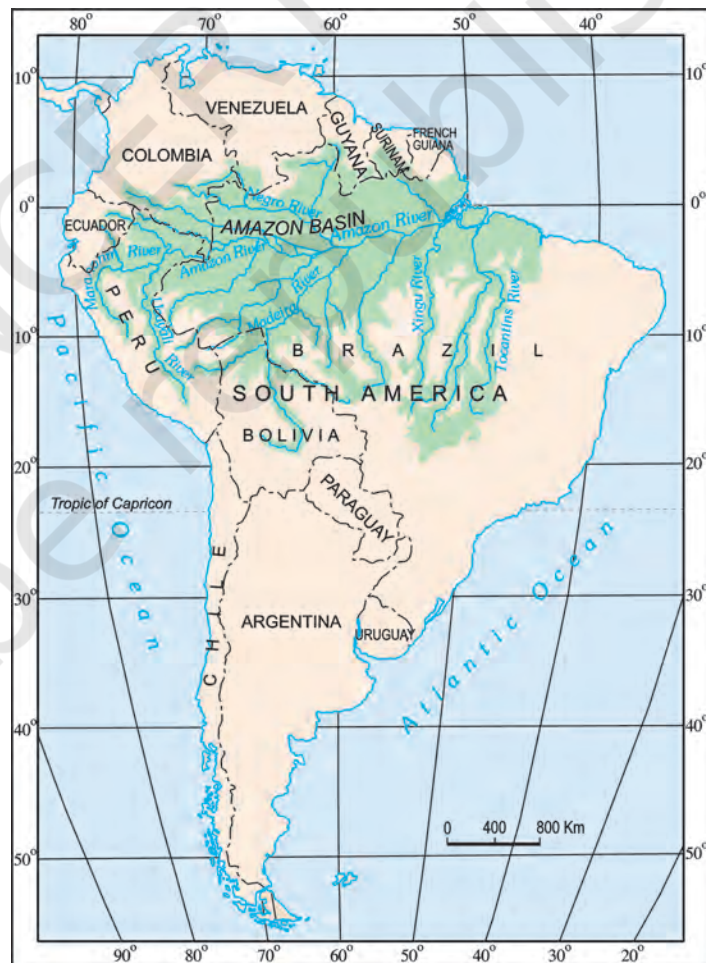 80° 70° 60° 50° 40°
10° 10°
VENEZUELA
GUYANA
SURINAM
FRENCH
GUIANA
COLOMBIA
0° 0°
Negro River
ECUADOR
AMAZON BASIN
Amazon River
River
Amazon River
Madeira River
Ucayali River
Xingu River
Tocantins River
PERU
10° 10°
BRAZIL
SOUTH AMERICA
BOLIVIA
Pacific Ocean
20° 20°
PARAGUAY
Tropic of Capricon
CHILE
30° 30°
ARGENTINA
URUGUAY
Atlantic Ocean
40° 40°
0 400 800 Km
50° 50°
90° 80° 70° 60° 50° 40° 30° 20°